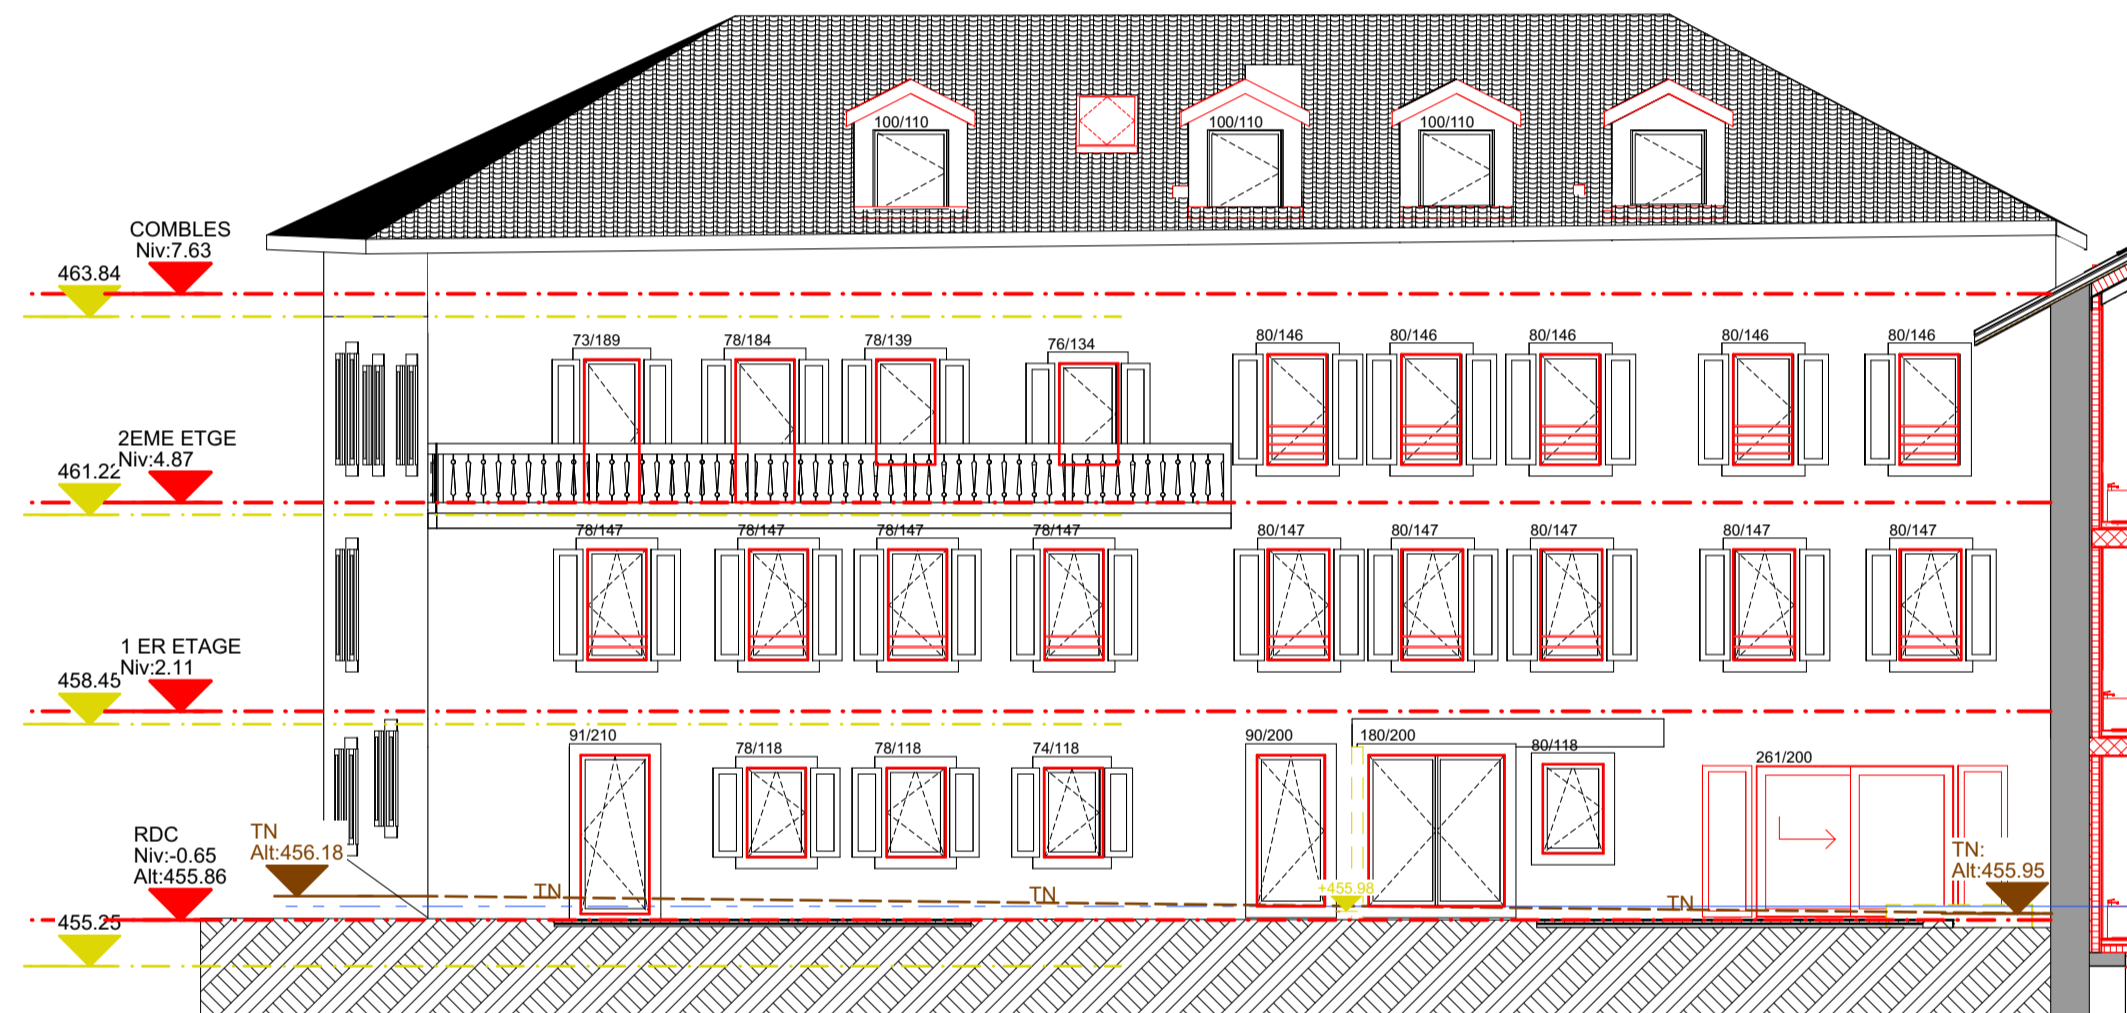 100/110
100/110
100/110
COMBLES
Niv:7.63
463.84
73/189
78/184
78/139
76/134
80/146
80/146
80/146
80/146
80/146
2EME ETGE
Niv:4.87
461.22
78/147
78/147
78/147
78/147
80/147
80/147
80/147
80/147
80/147
1 ER ETAGE
Niv:2.11
458.45
91/210
78/118
78/118
74/118
90/200
180/200
80/118
261/200
RDC
Niv:-0.65
Alt:455.86
TN
Alt:456.18
TN
TN
+455.98
TN
TN:
Alt:455.95
455.25